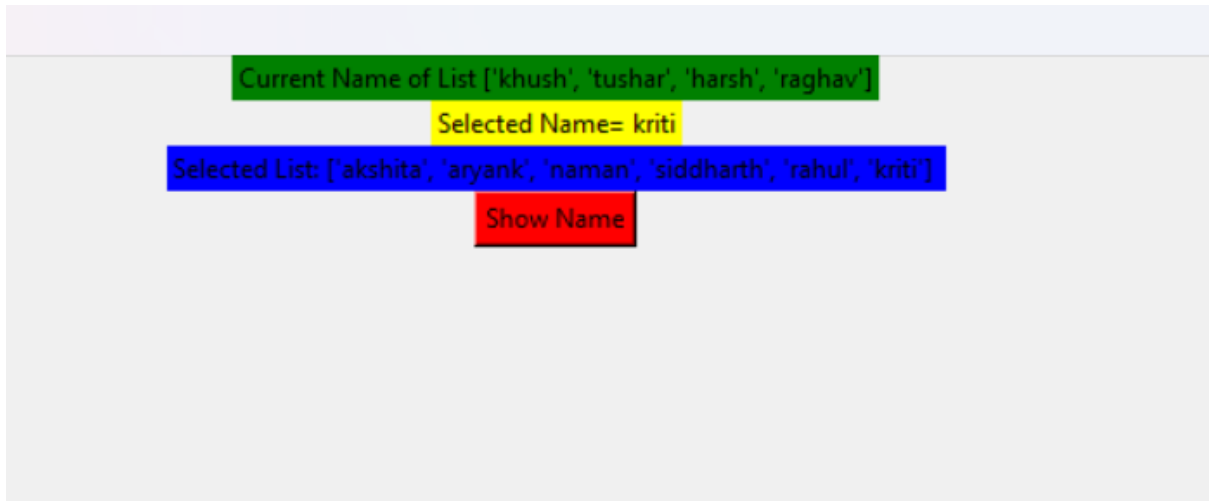 Current Name of List ['khush', 'tushar', 'harsh', 'raghav']
Selected Name= kriti
Selected List: ['akshita', 'aryank', 'naman', 'siddharth', 'rahul', 'kriti']
Show Name